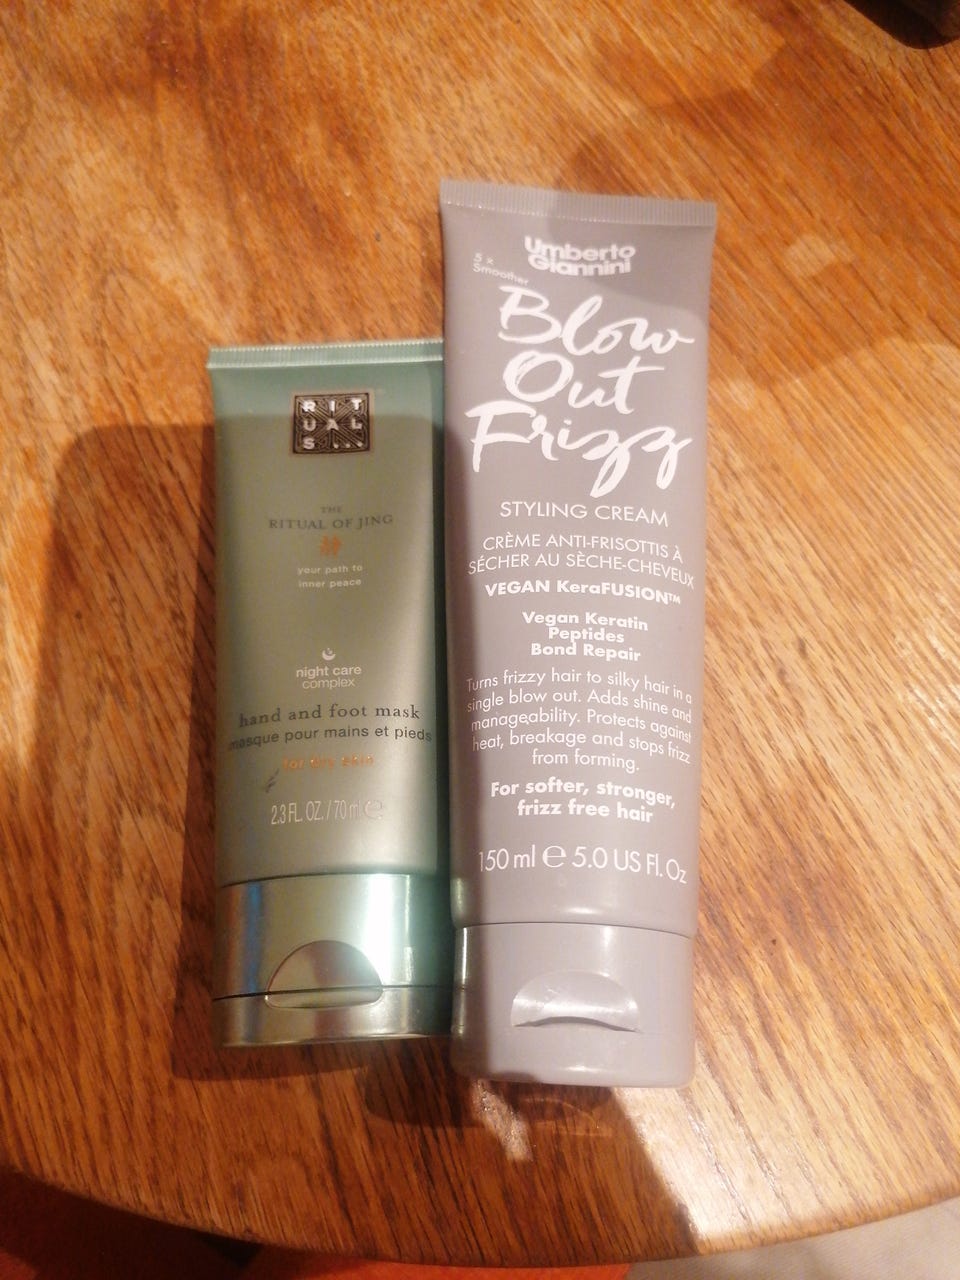 RIT
UAL
S...
THE
RITUAL OF JING
your path to
inner peace
night care
complex
hand and foot mask
masque pour mains et pieds
for dry skin
2.3 FL. OZ. / 70 ml e
Umberto
Giannini
5 x
Smoother
Blow
Out
Frizz
STYLING CREAM
CRÈME ANTI-FRISOTTIS À
SÉCHER AU SÈCHE-CHEVEUX
VEGAN KeraFUSION™
Vegan Keratin
Peptides
Bond Repair
Turns frizzy hair to silky hair in a
single blow out. Adds shine and
manageability. Protects against
heat, breakage and stops frizz
from forming.
For softer, stronger,
frizz free hair
150 ml e 5.0 US Fl. Oz